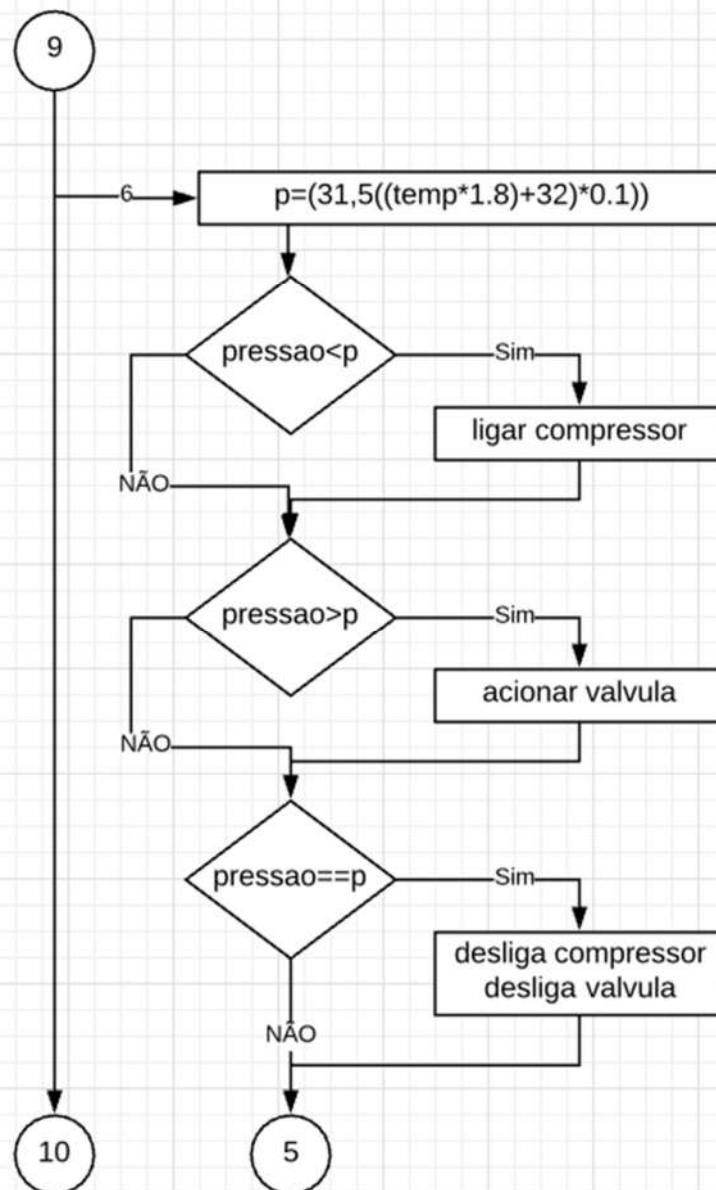 9
6
p=(31,5((temp*1.8)+32)*0.1))
pressao<p
Sim
ligar compressor
NÃO
pressao>p
Sim
acionar valvula
NÃO
pressao==p
Sim
desliga compressor
desliga valvula
NÃO
10
5